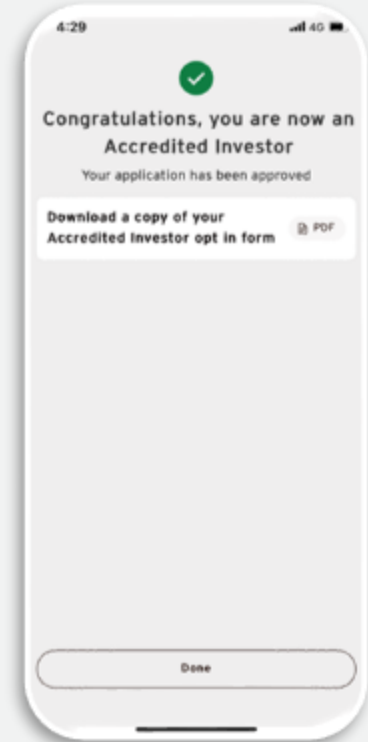 4:29
4G
Congratulations, you are now an
Accredited Investor
Your application has been approved
Download a copy of your
Accredited Investor opt in form
PDF
Done